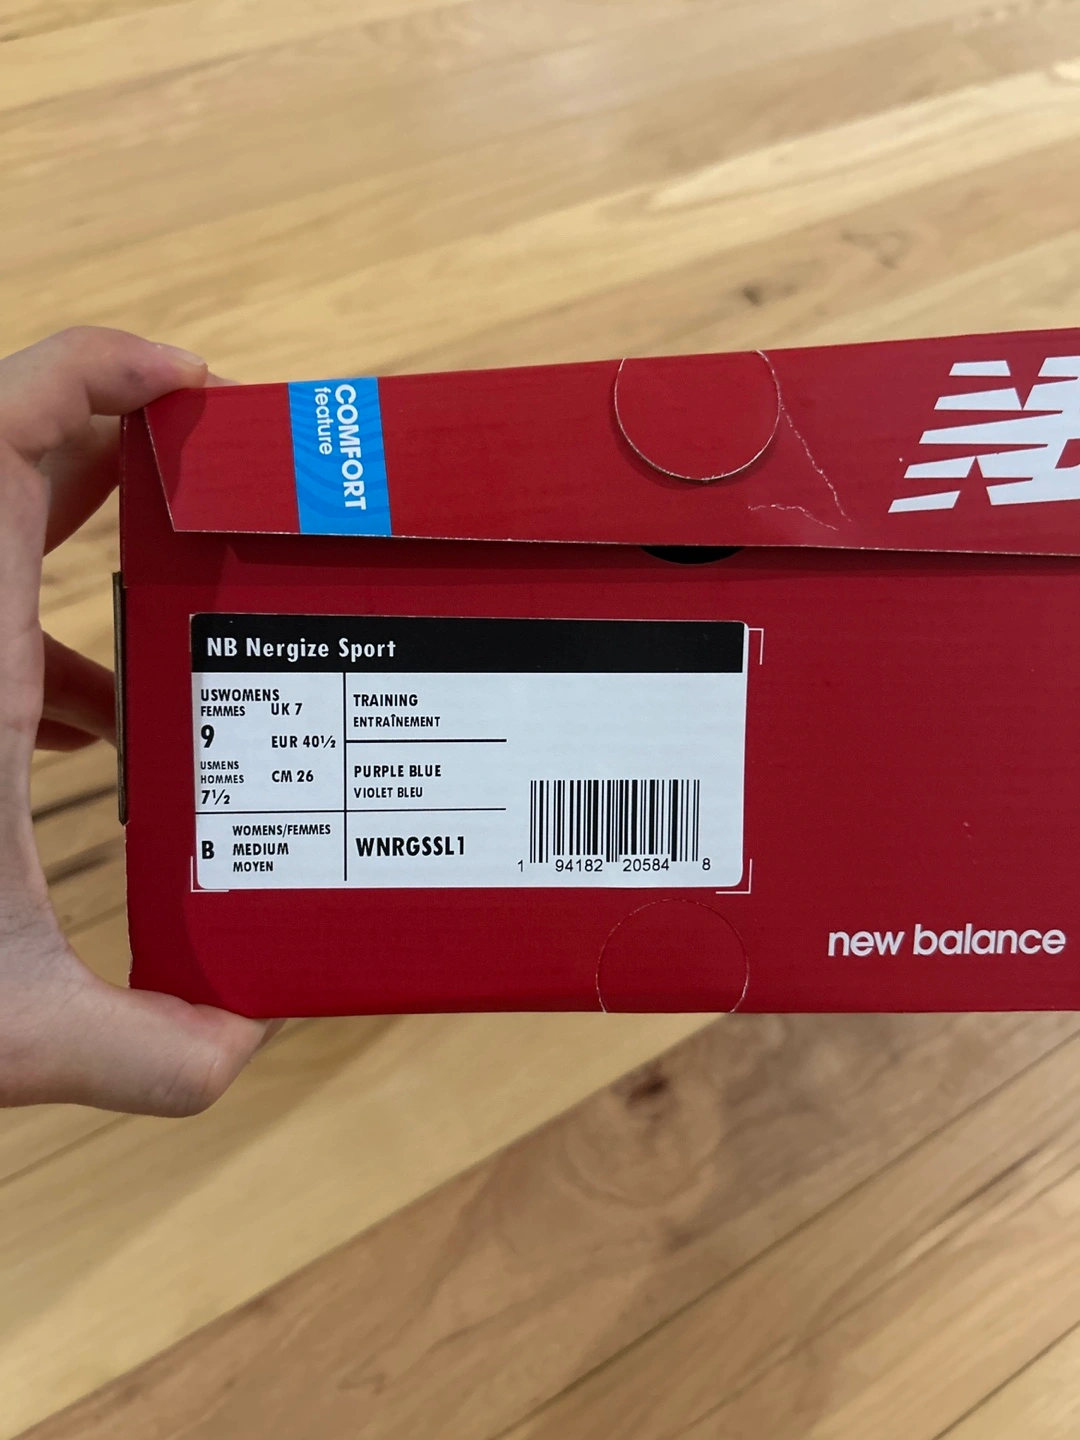 COMFORT
feature
NB
NB Nergize Sport
USWOMENS
FEMMES UK 7
9 EUR 40½
USMENS
HOMMES CM 26
7½
B WOMENS/FEMMES
MEDIUM
MOYEN
TRAINING
ENTRAÎNEMENT
PURPLE BLUE
VIOLET BLEU
WNRGSSL1
1 94182 20584 8
new balance